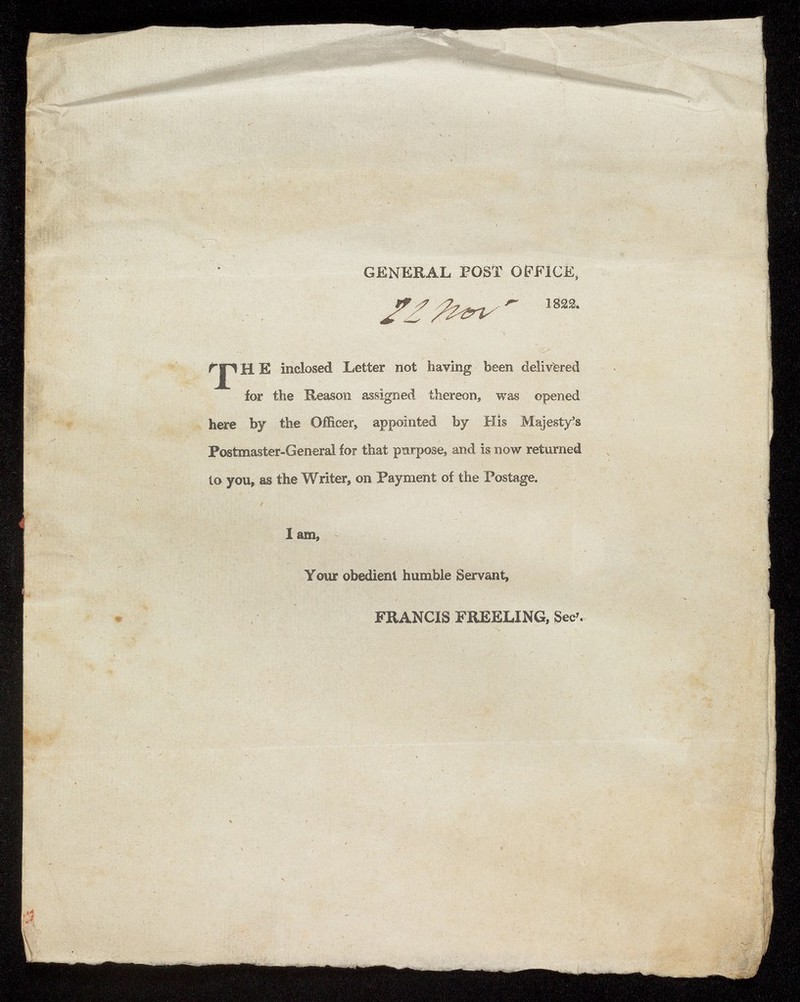 GENERAL POST OFFICE,
22 Novr 1822.
THE inclosed Letter not having been delivered
for the Reason assigned thereon, was opened
here by the Officer, appointed by His Majesty's
Postmaster-General for that purpose, and is now returned
to you, as the Writer, on Payment of the Postage.
I am,
Your obedient humble Servant,
FRANCIS FREELING, Secy.